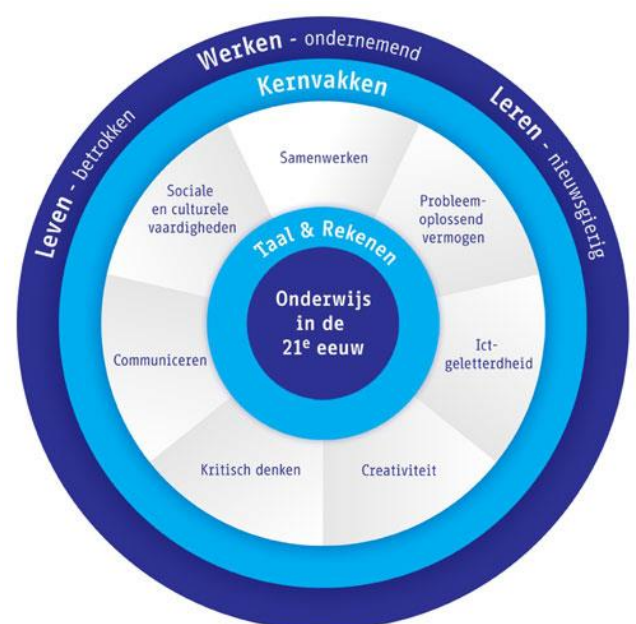 Werken - ondernemend
Leven - betrokken
Leren - nieuwsgierig
Kernvakken
Samenwerken
Probleem-
oplossend
vermogen
Ict-
geletterdheid
Creativiteit
Kritisch denken
Communiceren
Sociale
en culturele
vaardigheden
Taal & Rekenen
Onderwijs
in de
21e eeuw